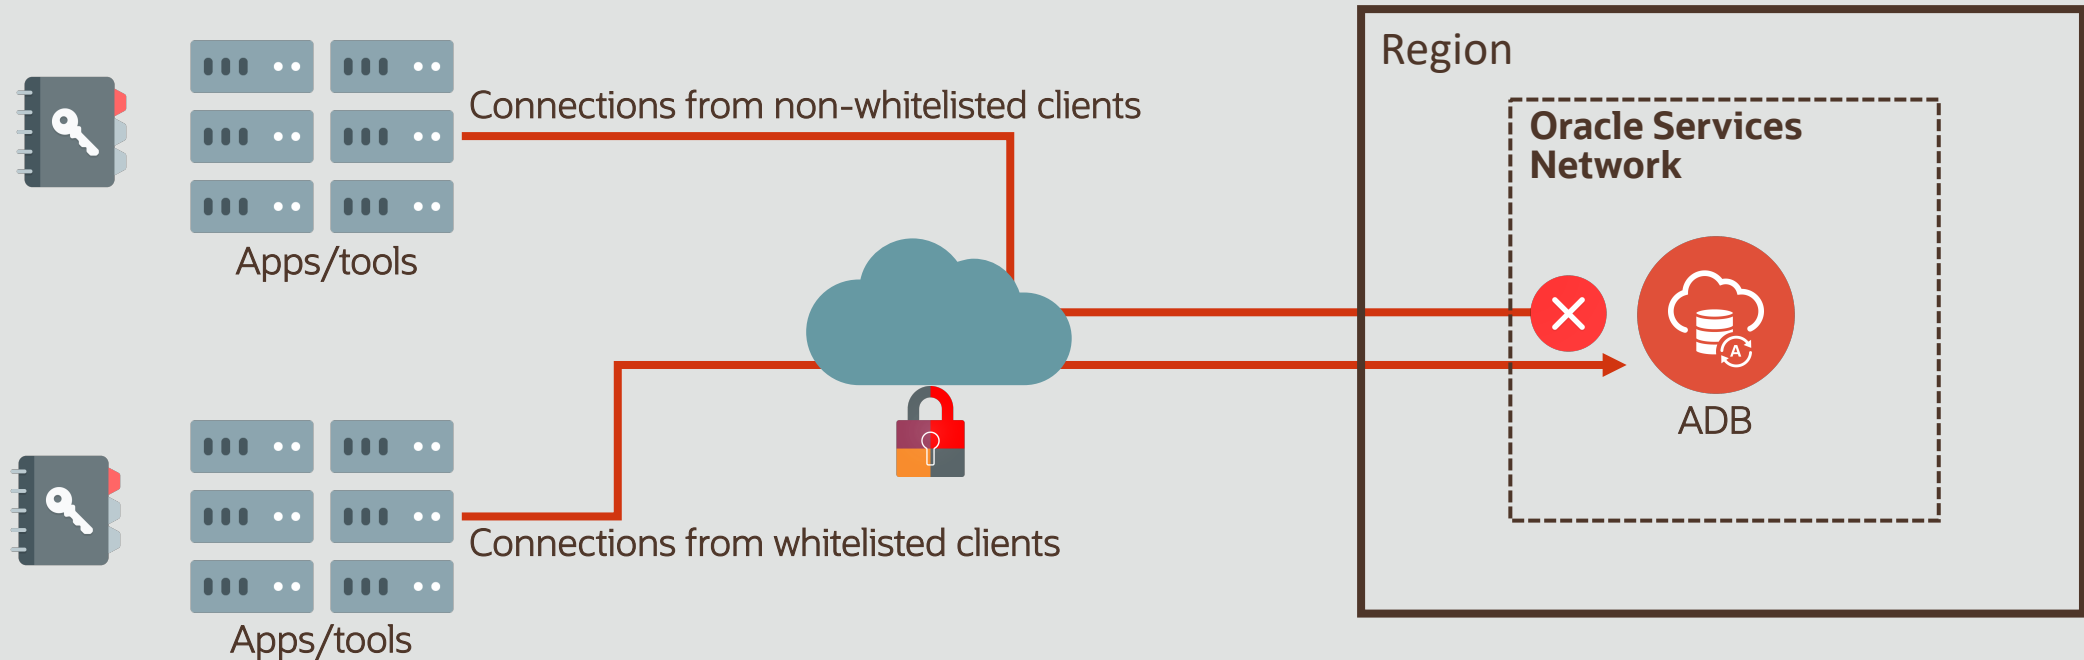 Connections from non-whitelisted clients
Apps/tools
Connections from whitelisted clients
Apps/tools
Region
Oracle Services
Network
A
ADB